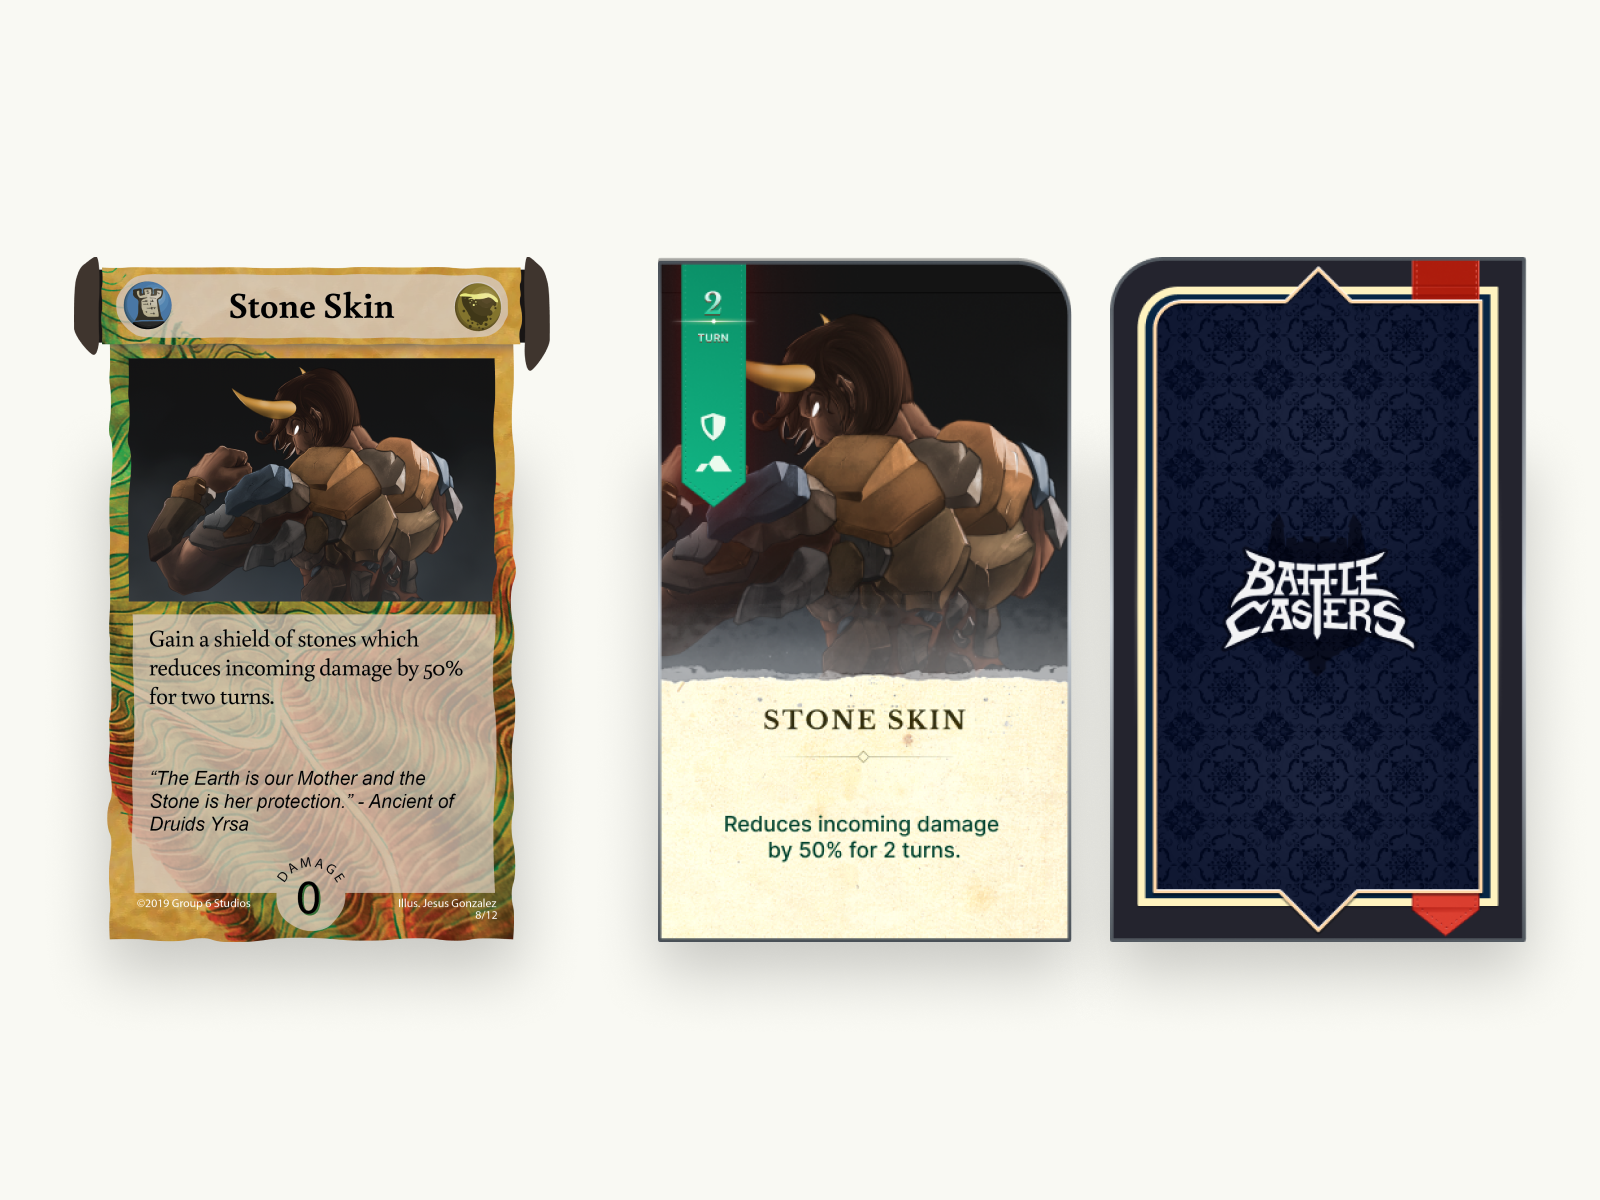 Stone Skin
Gain a shield of stones which
reduces incoming damage by 50%
for two turns.
“The Earth is our Mother and the
Stone is her protection.” - Ancient of
Druids Yrsa
DAMAGE
0
©2019 Group 6 Studios
Illus. Jesus Gonzalez
8/12
2
TURN
STONE SKIN
Reduces incoming damage
by 50% for 2 turns.
BATTLE
CASTERS